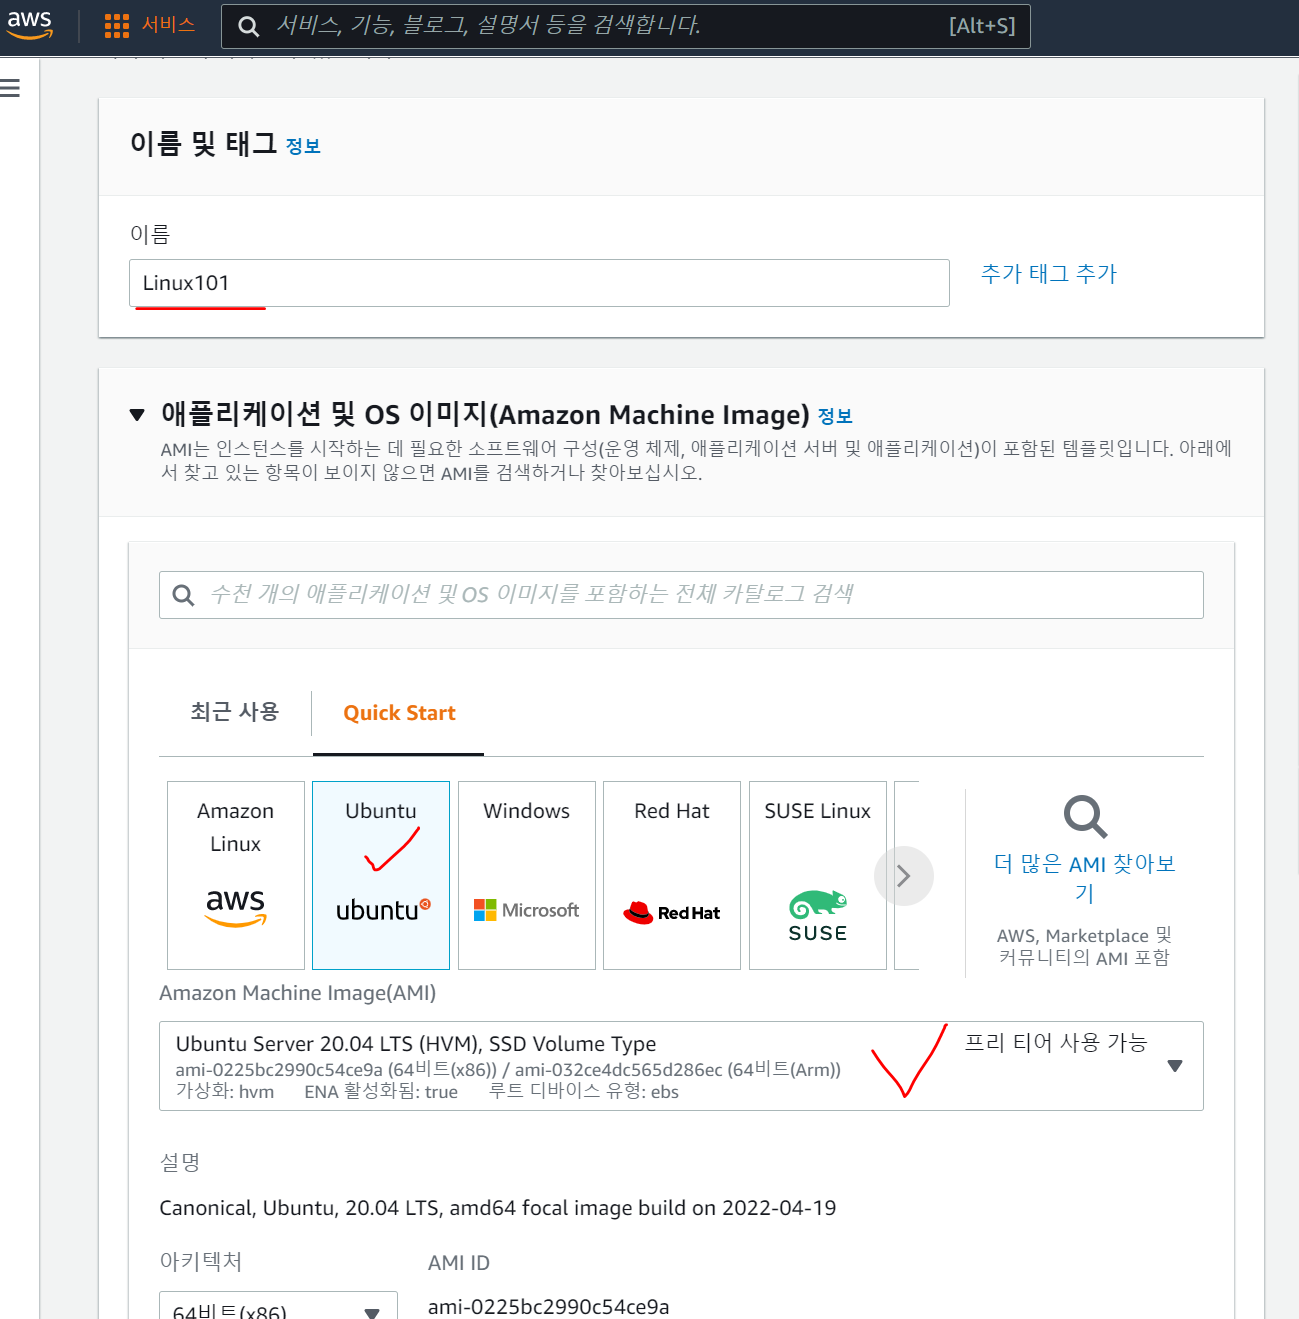 aws
서비스
서비스, 기능, 블로그, 설명서 등을 검색합니다.
[Alt+S]
이름 및 태그 정보
이름
Linux101
추가 태그 추가
애플리케이션 및 OS 이미지(Amazon Machine Image) 정보
AMI는 인스턴스를 시작하는 데 필요한 소프트웨어 구성(운영 체제, 애플리케이션 서버 및 애플리케이션)이 포함된 템플릿입니다. 아래에
서 찾고 있는 항목이 보이지 않으면 AMI를 검색하거나 찾아보십시오.
수천 개의 애플리케이션 및 OS 이미지를 포함하는 전체 카탈로그 검색
최근 사용
Quick Start
Amazon
Linux
aws
Ubuntu
ubuntu
Windows
Microsoft
Red Hat
Red Hat
SUSE Linux
SUSE
더 많은 AMI 찾아보
기
AWS, Marketplace 및
커뮤니티의 AMI 포함
Amazon Machine Image(AMI)
Ubuntu Server 20.04 LTS (HVM), SSD Volume Type
프리 티어 사용 가능
ami-0225bc2990c54ce9a (64비트(x86)) / ami-032ce4dc565d286ec (64비트(Arm))
가상화: hvm ENA 활성화됨: true 루트 디바이스 유형: ebs
설명
Canonical, Ubuntu, 20.04 LTS, amd64 focal image build on 2022-04-19
아키텍처
AMI ID
64비트(x86)
ami-0225bc2990c54ce9a